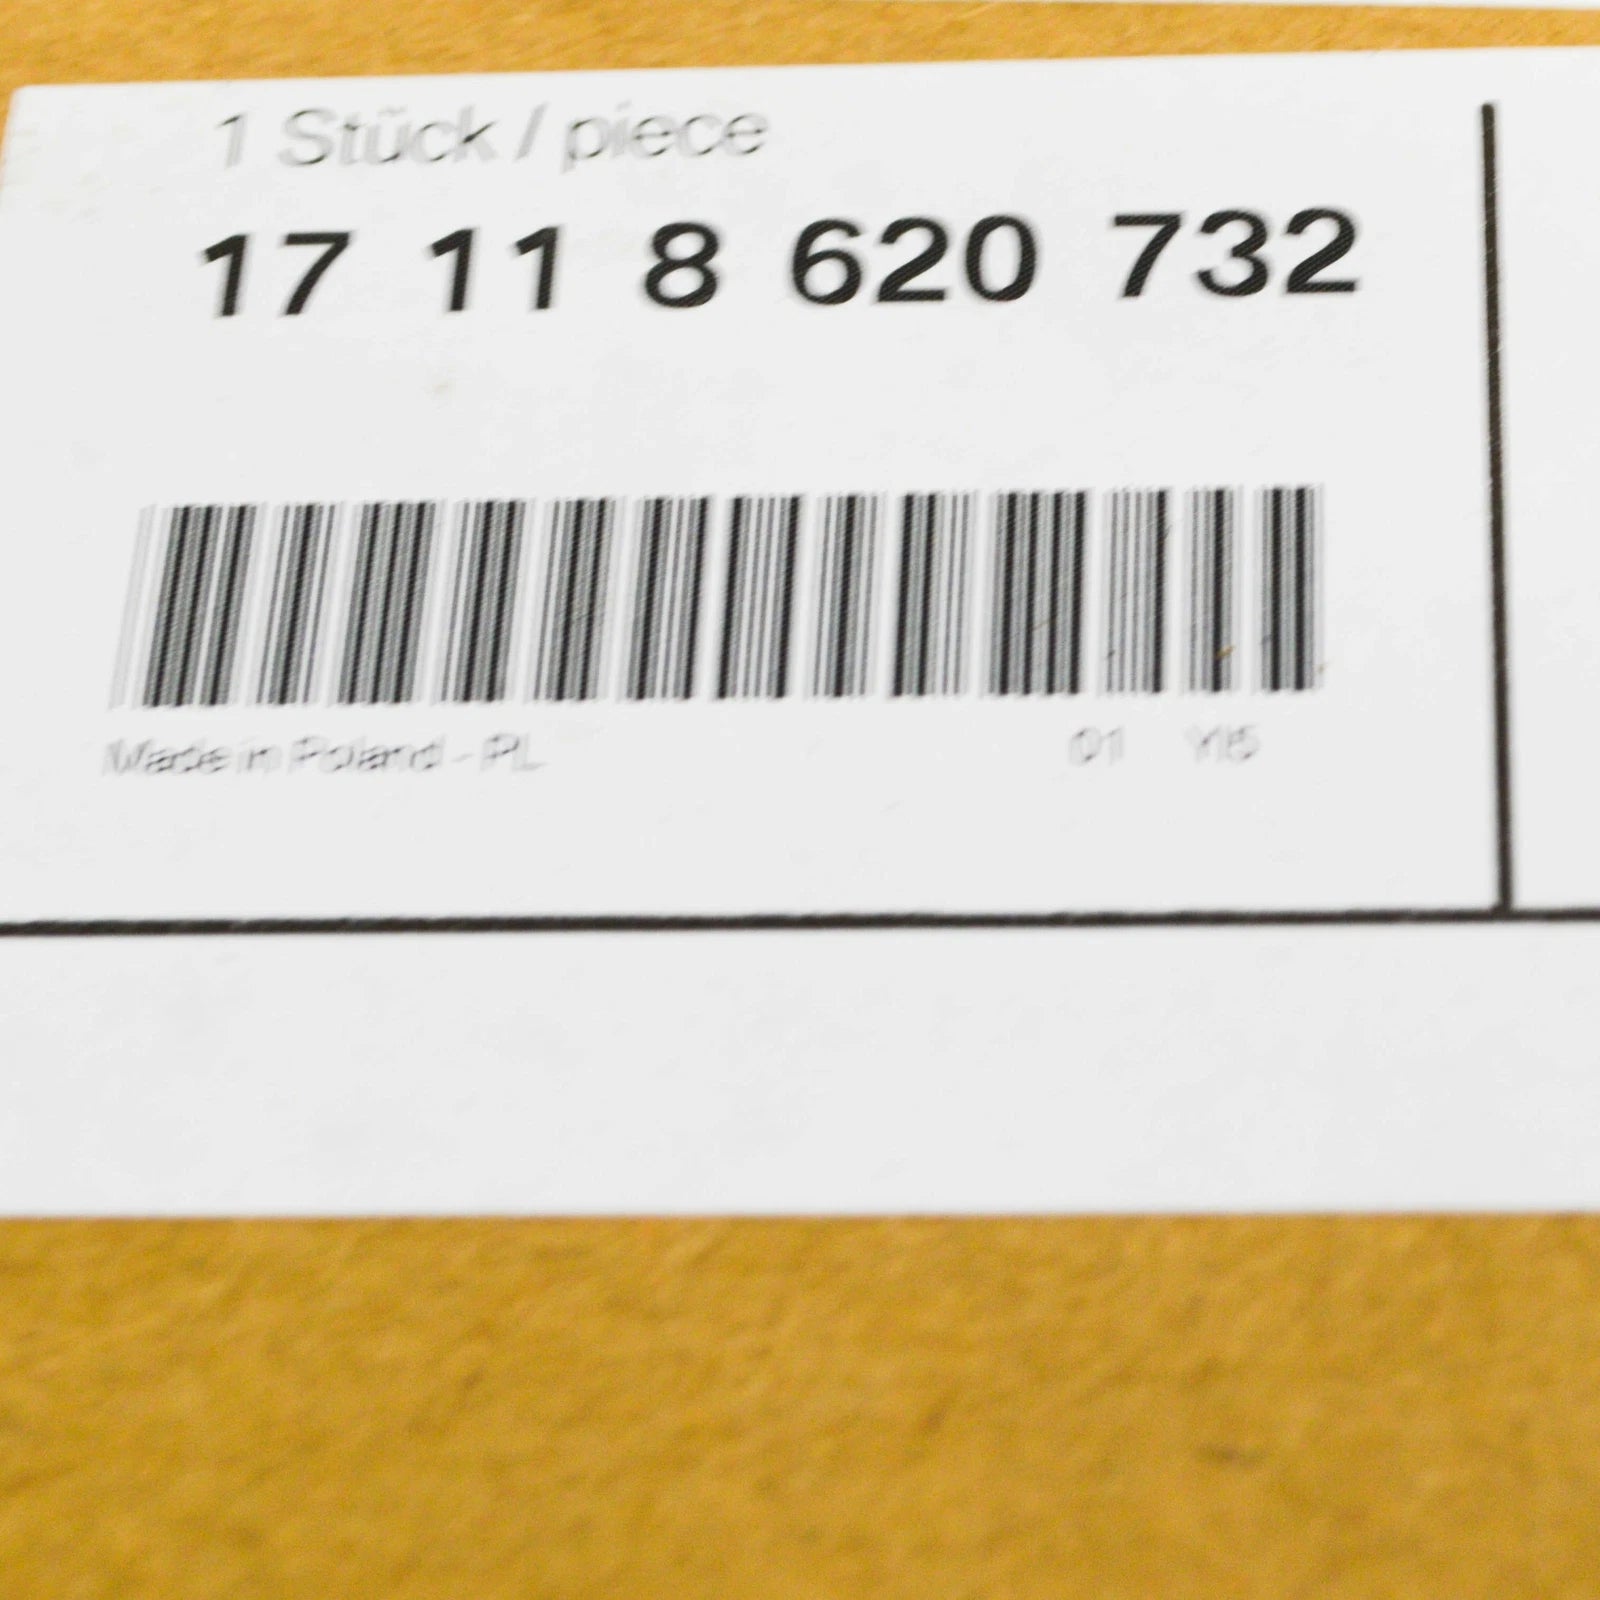 1 Stück / piece
17 11 8 620 732
Made in Poland - PL
01